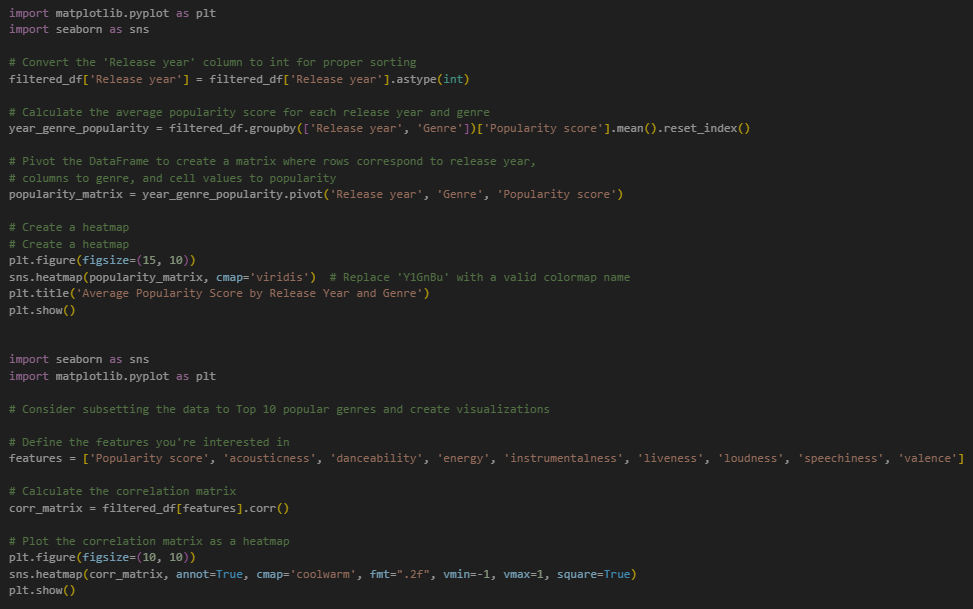 import matplotlib.pyplot as plt
import seaborn as sns
# Convert the 'Release year' column to int for proper sorting
filtered_df['Release year'] = filtered_df['Release year'].astype(int)
# Calculate the average popularity score for each release year and genre
year_genre_popularity = filtered_df.groupby(['Release year', 'Genre'])['Popularity score'].mean().reset_index()
# Pivot the DataFrame to create a matrix where rows correspond to release year,
# columns to genre, and cell values to popularity
popularity_matrix = year_genre_popularity.pivot('Release year', 'Genre', 'Popularity score')
# Create a heatmap
# Create a heatmap
plt.figure(figsize=(15, 10))
sns.heatmap(popularity_matrix, cmap='viridis')  # Replace 'Y1GnBu' with a valid colormap name
plt.title('Average Popularity Score by Release Year and Genre')
plt.show()
import seaborn as sns
import matplotlib.pyplot as plt
# Consider subsetting the data to Top 10 popular genres and create visualizations
# Define the features you're interested in
features = ['Popularity score', 'acousticness', 'danceability', 'energy', 'instrumentalness', 'liveness', 'loudness', 'speechiness', 'valence']
# Calculate the correlation matrix
corr_matrix = filtered_df[features].corr()
# Plot the correlation matrix as a heatmap
plt.figure(figsize=(10, 10))
sns.heatmap(corr_matrix, annot=True, cmap='coolwarm', fmt=".2f", vmin=-1, vmax=1, square=True)
plt.show()